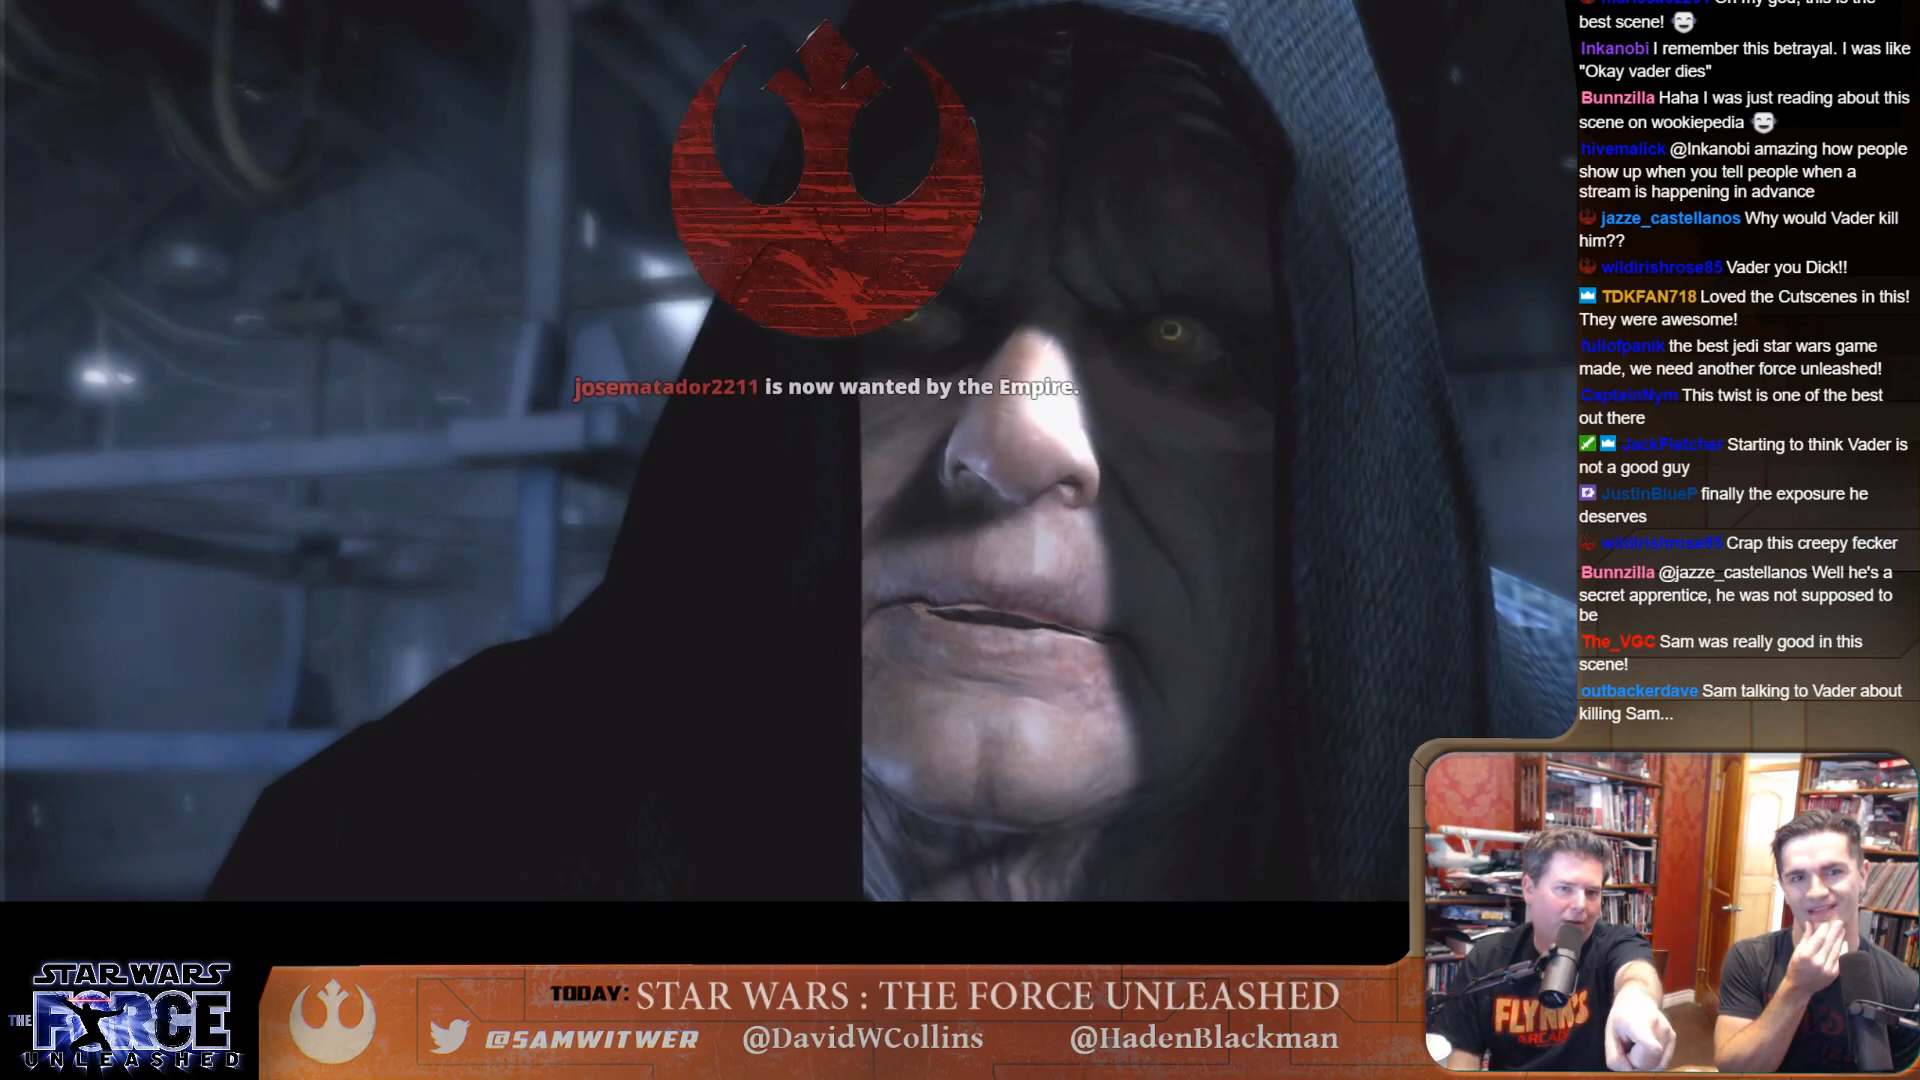 best scene!
Inkanobi I remember this betrayal. I was like
"Okay vader dies"
Bunnzilla Haha I was just reading about this
scene on wookiepedia
hivemalick @Inkanobi amazing how people
show up when you tell people when a
stream is happening in advance
jazze_castellanos Why would Vader kill
him??
wildirishrose85 Vader you Dick!!
TDKFAN718 Loved the Cutscenes in this!
They were awesome!
fullofpanik the best jedi star wars game
made, we need another force unleashed!
CaptainNym This twist is one of the best
out there
JackFletcher Starting to think Vader is
not a good guy
JustinBlueP finally the exposure he
deserves
wildirishrose85 Crap this creepy fecker
Bunnzilla @jazze_castellanos Well he's a
secret apprentice, he was not supposed to
be
The_VGC Sam was really good in this
scene!
outbackerdave Sam talking to Vader about
killing Sam...
josematador2211 is now wanted by the Empire.
STAR WARS
THE FORCE
UNLEASHED
TODAY: STAR WARS : THE FORCE UNLEASHED
@SAMWITWER @DavidWCollins @HadenBlackman
FLYNN'S